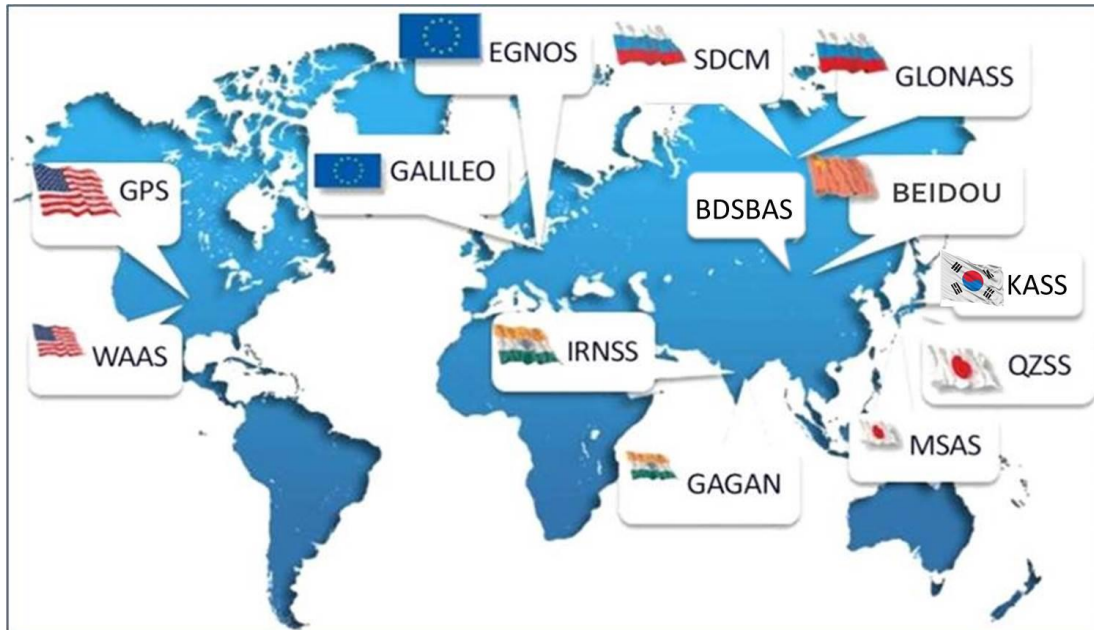 EGNOS
SDCM
GLONASS
GPS
GALILEO
BDSBAS
BEIDOU
KASS
WAAS
IRNSS
QZSS
MSAS
GAGAN